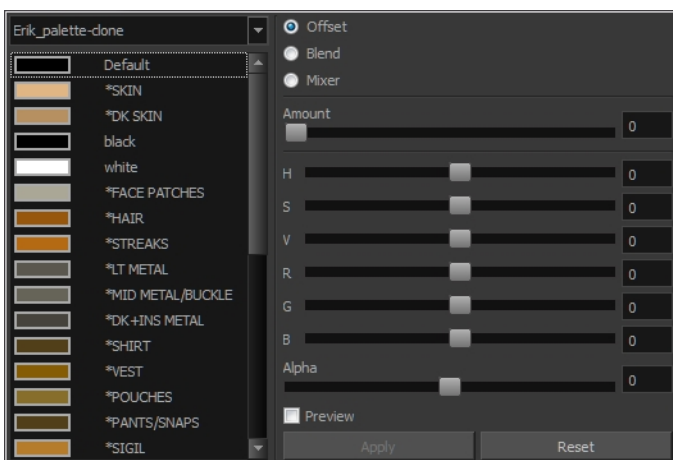 Erik_palette-clone
Default
*SKIN
*DK SKIN
black
white
*FACE PATCHES
*HAIR
*STREAKS
*LT METAL
*MID METAL/BUCKLE
*DK+INS METAL
*SHIRT
*VEST
*POUCHES
*PANTS/SNAPS
*SIGIL
Offset
Blend
Mixer
Amount
0
H 0
S 0
V 0
R 0
G 0
B 0
Alpha
0
Preview
Apply Reset